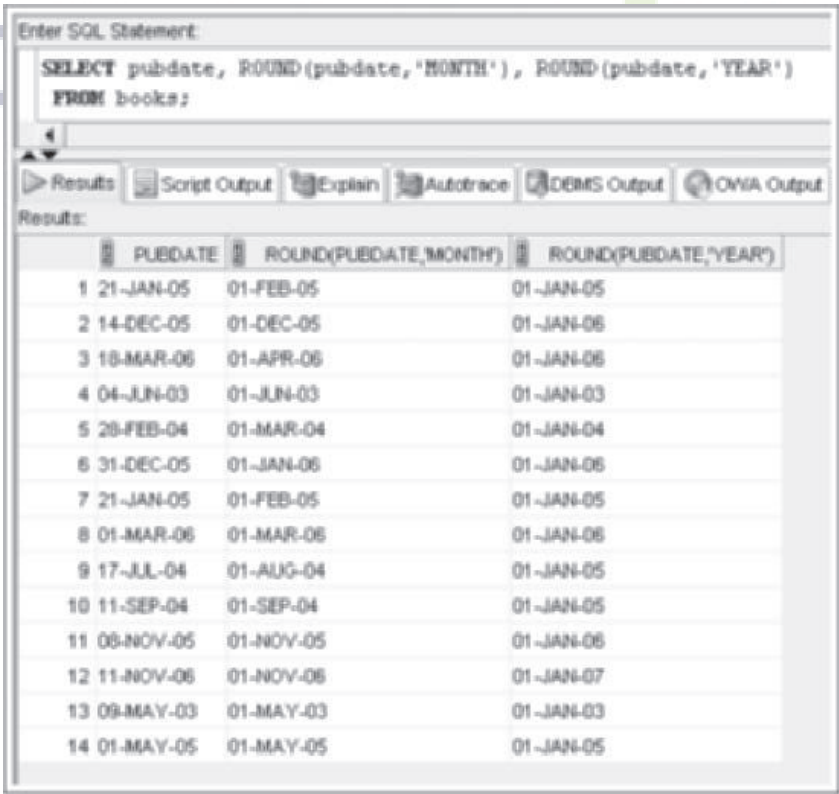 Enter SQL Statement:
SELECT pubdate, ROUND(pubdate,'MONTH'), ROUND(pubdate,'YEAR')
FROM books;
Results Script Output Explain Autotrace DBMS Output OWA Output
Results:
PUBDATE ROUND(PUBDATE,'MONTH') ROUND(PUBDATE,'YEAR')
1 21-JAN-05 01-FEB-05 01-JAN-05
2 14-DEC-05 01-DEC-05 01-JAN-06
3 18-MAR-06 01-APR-06 01-JAN-06
4 04-JUN-03 01-JUN-03 01-JAN-03
5 28-FEB-04 01-MAR-04 01-JAN-04
6 31-DEC-05 01-JAN-06 01-JAN-06
7 21-JAN-05 01-FEB-05 01-JAN-05
8 01-MAR-06 01-MAR-06 01-JAN-06
9 17-JUL-04 01-AUG-04 01-JAN-05
10 11-SEP-04 01-SEP-04 01-JAN-05
11 08-NOV-05 01-NOV-05 01-JAN-06
12 11-NOV-06 01-NOV-06 01-JAN-07
13 09-MAY-03 01-MAY-03 01-JAN-03
14 01-MAY-05 01-MAY-05 01-JAN-05